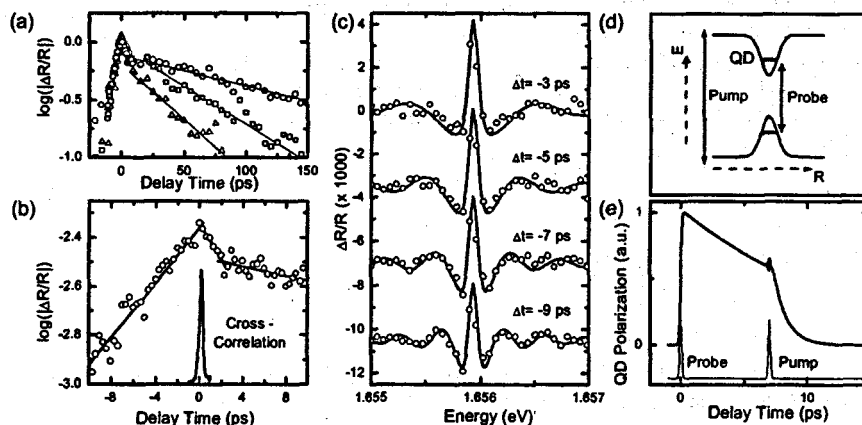 (a)
log(|ΔR/R|)
0.0
-0.5
-1.0
0 50 100 150
Delay Time (ps)
(b)
log(|ΔR/R|)
-2.4
-2.6
-2.8
-3.0
Cross-
Correlation
-8 -4 0 4 8
Delay Time (ps)
(c)
ΔR/R (x 1000)
4
2
0
-2
-4
-6
-8
-10
-12
Δt= -3 ps
Δt= -5 ps
Δt= -7 ps
Δt= -9 ps
1.655 1.656 1.657
Energy (eV)
(d)
E
QD
Pump
Probe
R
(e)
QD Polarization (a.u.)
1
0
Probe
Pump
0 5 10
Delay Time (ps)